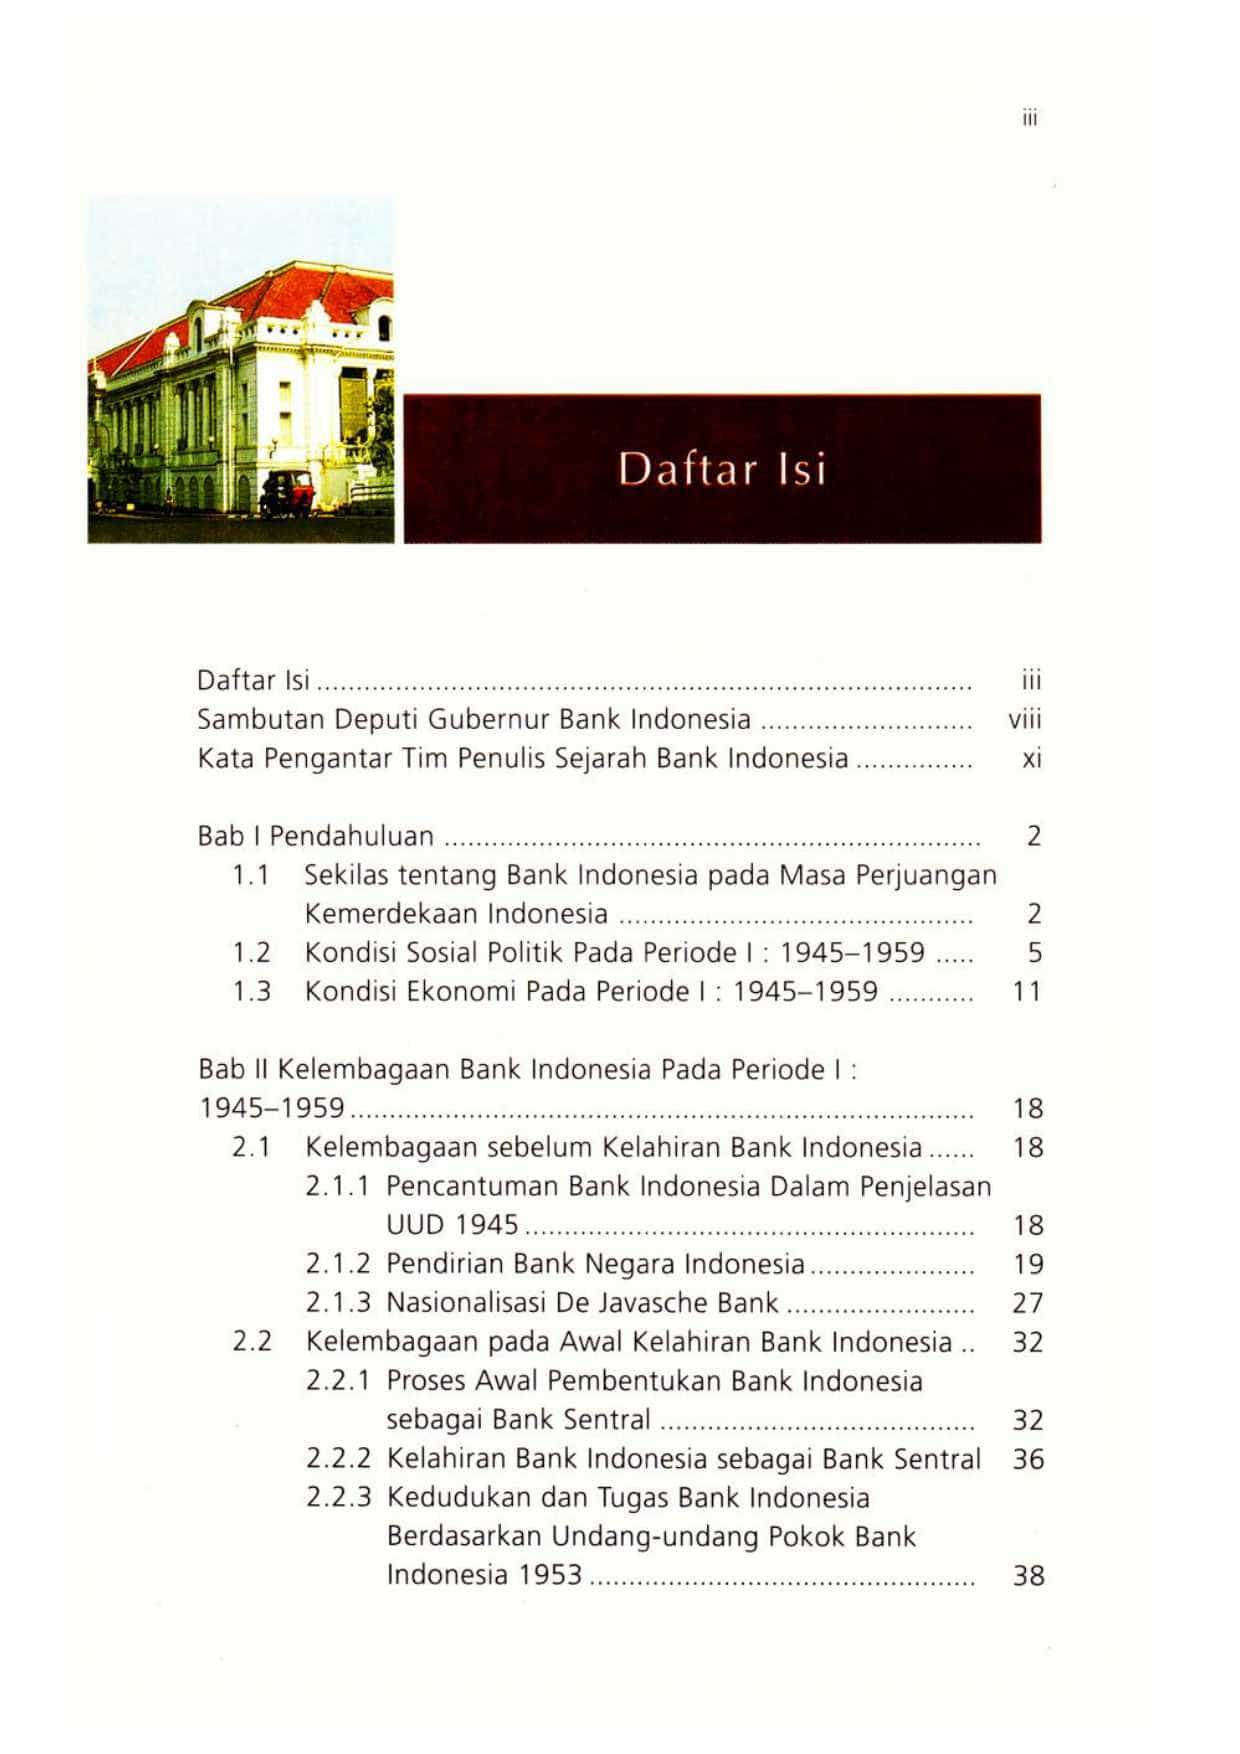 iii
Daftar Isi
Daftar Isi ................................................................................... iii
Sambutan Deputi Gubernur Bank Indonesia ........................... viii
Kata Pengantar Tim Penulis Sejarah Bank Indonesia ............... xi
Bab I Pendahuluan .................................................................... 2
1.1 Sekilas tentang Bank Indonesia pada Masa Perjuangan
Kemerdekaan Indonesia ............................................. 2
1.2 Kondisi Sosial Politik Pada Periode I : 1945–1959 ..... 5
1.3 Kondisi Ekonomi Pada Periode I : 1945–1959 ........... 11
Bab II Kelembagaan Bank Indonesia Pada Periode I :
1945–1959 ............................................................................... 18
2.1 Kelembagaan sebelum Kelahiran Bank Indonesia ...... 18
2.1.1 Pencantuman Bank Indonesia Dalam Penjelasan
UUD 1945 ......................................................... 18
2.1.2 Pendirian Bank Negara Indonesia ..................... 19
2.1.3 Nasionalisasi De Javasche Bank ........................ 27
2.2 Kelembagaan pada Awal Kelahiran Bank Indonesia .. 32
2.2.1 Proses Awal Pembentukan Bank Indonesia
sebagai Bank Sentral ........................................ 32
2.2.2 Kelahiran Bank Indonesia sebagai Bank Sentral 36
2.2.3 Kedudukan dan Tugas Bank Indonesia
Berdasarkan Undang-undang Pokok Bank
Indonesia 1953 ................................................. 38